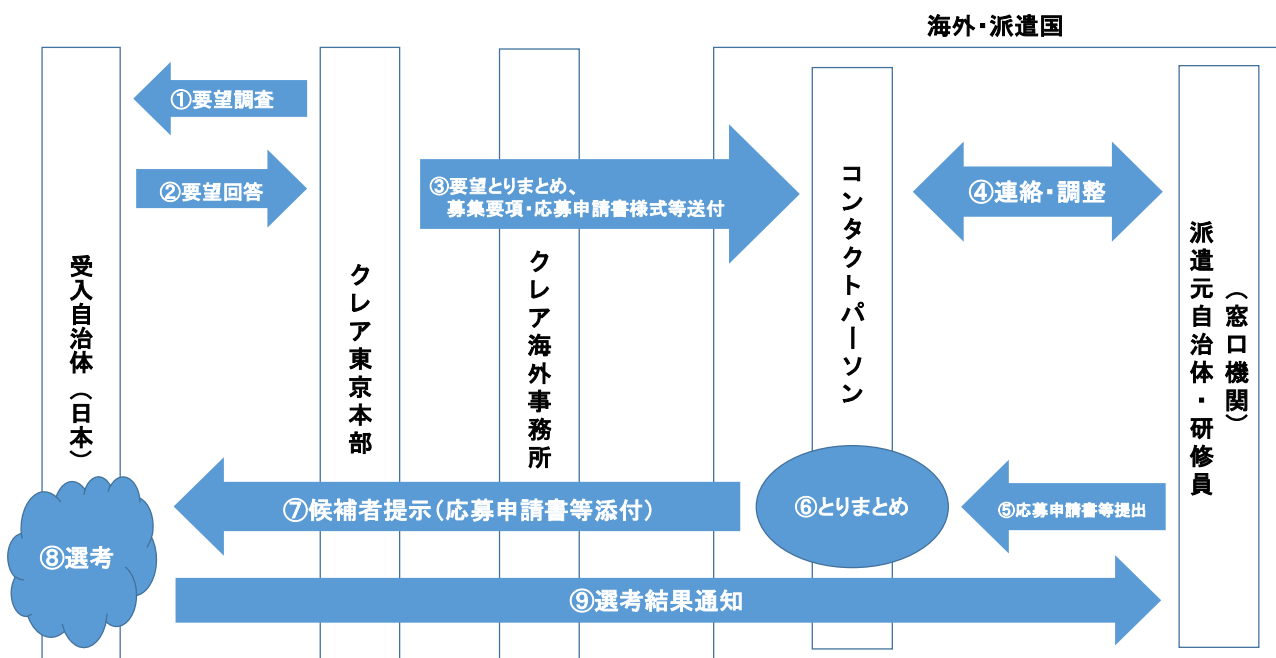 海外・派遣国
①要望調査
②要望回答
③要望とりまとめ、
募集要項・応募申請書様式等送付
④連絡・調整
受入自治体（日本）
クレア東京本部
クレア海外事務所
コンタクトパーソン
派遣元自治体・研修員
（窓口機関）
⑤応募申請書等提出
⑥とりまとめ
⑦候補者提示（応募申請書等添付）
⑧選考
⑨選考結果通知